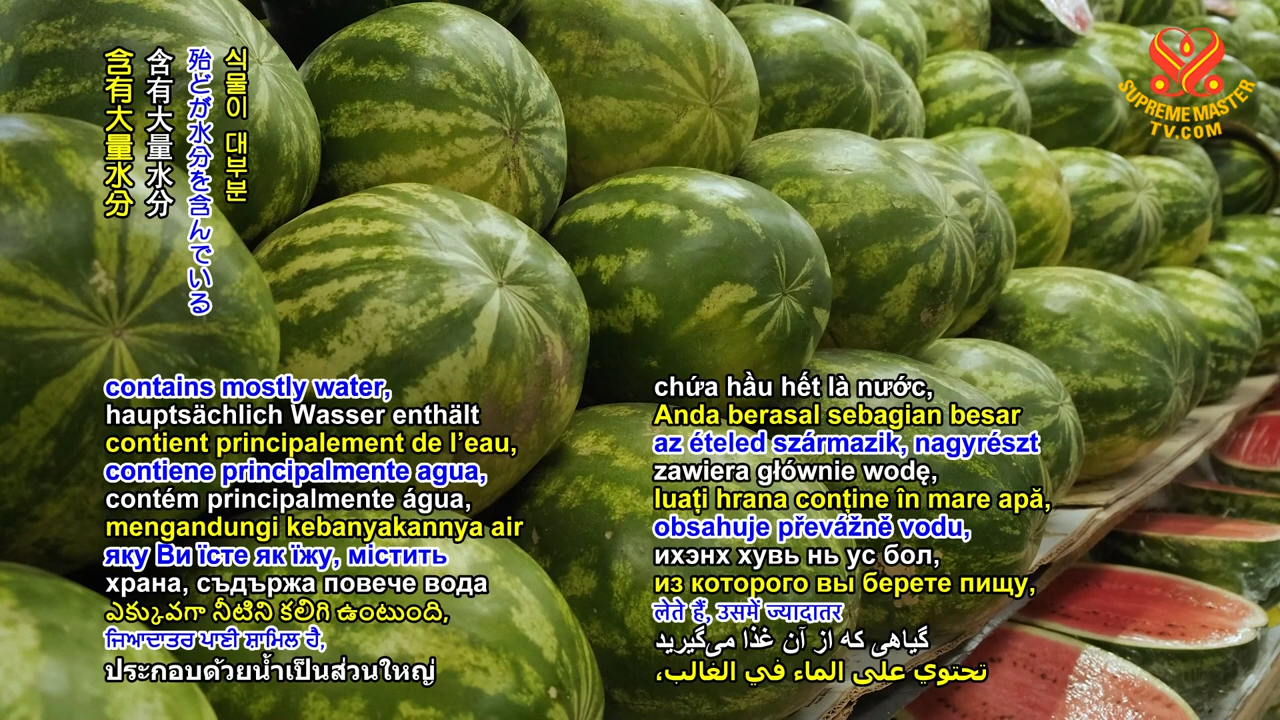 식물이 대부분
殆どが水分を含んでいる
含有大量水分
含有大量水分
SUPREME MASTER
TV.COM
contains mostly water,
hauptsächlich Wasser enthält
contient principalement de l’eau,
contiene principalmente agua,
contém principalmente água,
mengandungi kebanyakannya air
яку Ви їсте як їжу, містить
храна, съдържа повече вода
ఎక్కువగా నీటిని కలిగి ఉంటుంది,
ਜਿਆਦਾਤਰ ਪਾਣੀ ਸ਼ਾਮਿਲ ਹੈ,
ประกอบด้วยน้ำเป็นส่วนใหญ่
chứa hầu hết là nước,
Anda berasal sebagian besar
az ételed származik, nagyrészt
zawiera głównie wodę,
luați hrana conține în mare apă,
obsahuje převážně vodu,
ихэнх хувь нь ус бол,
из которого вы берете пищу,
लेते हैं, उसमें ज्यादातर
گیاهی که از آن غذا می‌گیرید
تحتوي على الماء في الغالب،